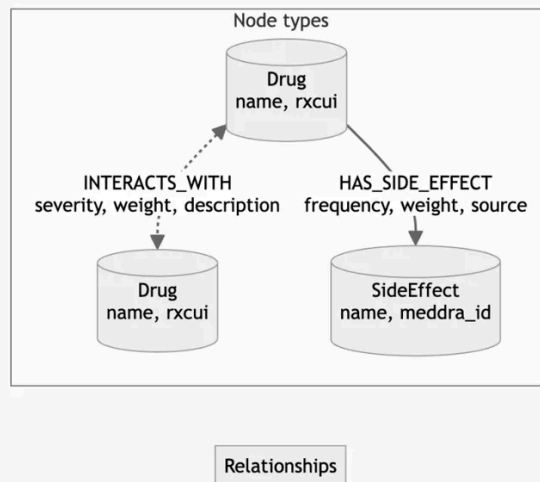 Node types
Drug
name, rxcui
INTERACTS_WITH
severity, weight, description
HAS_SIDE_EFFECT
frequency, weight, source
Drug
name, rxcui
SideEffect
name, meddra_id
Relationships